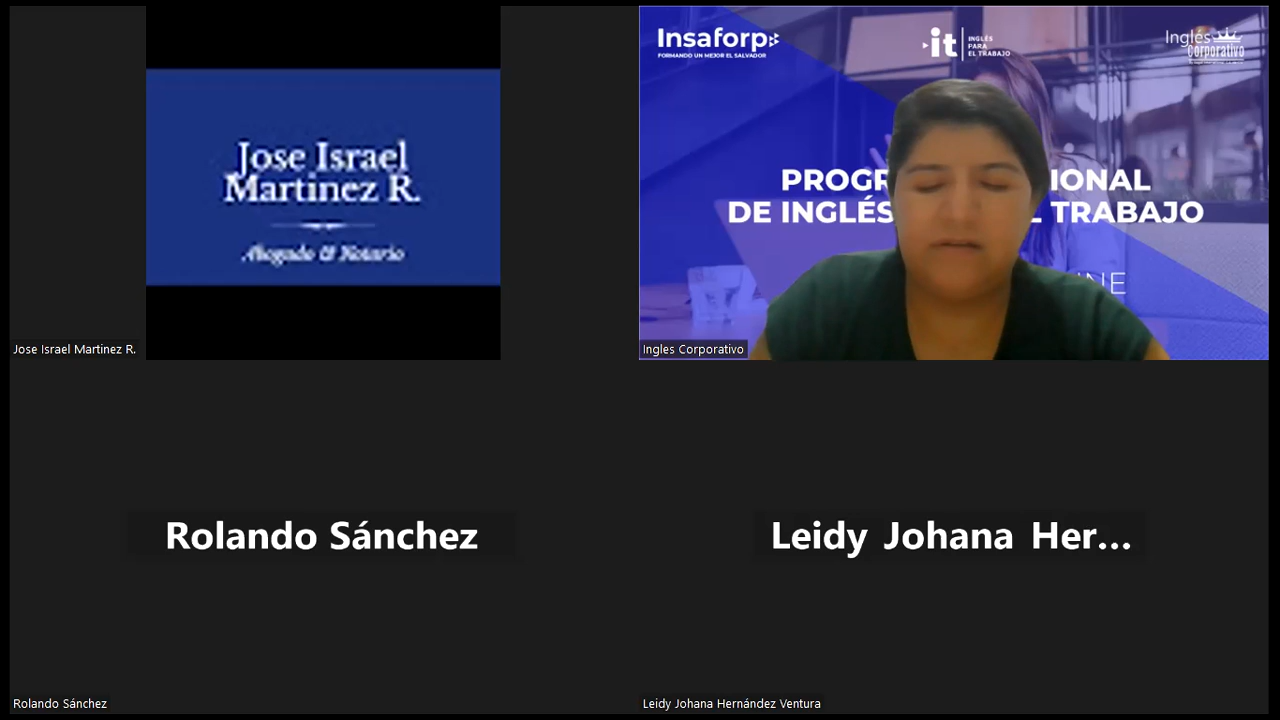 Jose Israel
Martinez R.
Abogado & Notario
Jose Israel Martinez R.
Insaforp
FORMANDO UN MEJOR EL SALVADOR
it
INGLÉS
PARA
EL TRABAJO
Inglés
Corporativo
PROGR IONAL
DE INGLÉS L TRABAJO
INE
Ingles Corporativo
Rolando Sánchez
Leidy Johana Her...
Rolando Sánchez
Leidy Johana Hernández Ventura